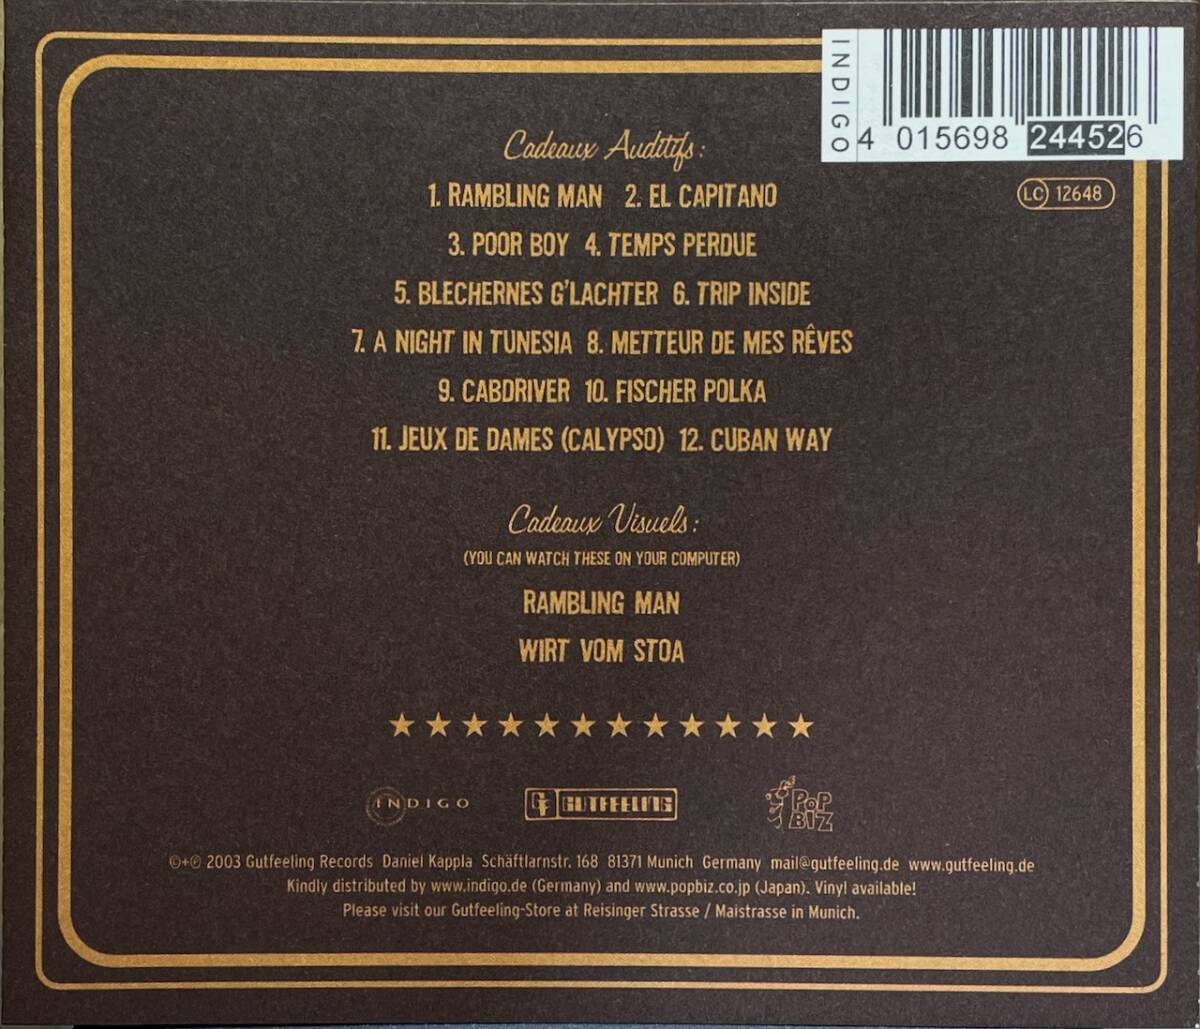 INDIGO
4 015698 244526
LC 12648
Cadeaux Auditifs:
1. RAMBLING MAN 2. EL CAPITANO
3. POOR BOY 4. TEMPS PERDUE
5. BLECHERNES G'LACHTER 6. TRIP INSIDE
7. A NIGHT IN TUNESIA 8. METTEUR DE MES RÊVES
9. CABDRIVER 10. FISCHER POLKA
11. JEUX DE DAMES (CALYPSO) 12. CUBAN WAY
Cadeaux Visuels:
(YOU CAN WATCH THESE ON YOUR COMPUTER)
RAMBLING MAN
WIRT VOM STOA
INDIGO GF GUTFEELING POP
BIZ
©+℗ 2003 Gutfeeling Records Daniel Kappla Schäftlarnstr. 168 81371 Munich Germany mail@gutfeeling.de www.gutfeeling.de
Kindly distributed by www.indigo.de (Germany) and www.popbiz.co.jp (Japan). Vinyl available!
Please visit our Gutfeeling-Store at Reisinger Strasse / Maistrasse in Munich.